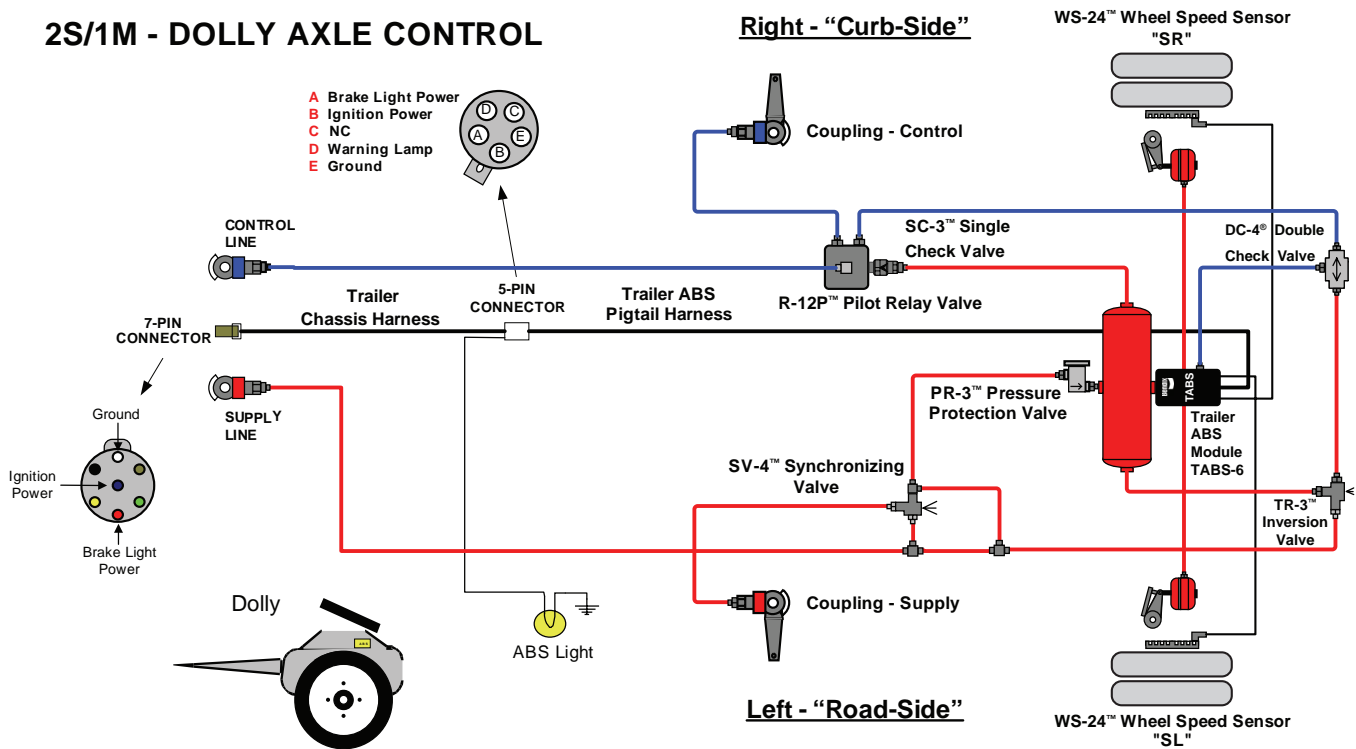 2S/1M - DOLLY AXLE CONTROL
Right - “Curb-Side”
WS-24™ Wheel Speed Sensor
"SR"
A Brake Light Power
B Ignition Power
C NC
D Warning Lamp
E Ground
D
C
A
E
B
Coupling - Control
CONTROL
LINE
SC-3™ Single
Check Valve
DC-4® Double
Check Valve
R-12P™ Pilot Relay Valve
Trailer
Chassis Harness
5-PIN
CONNECTOR
Trailer ABS
Pigtail Harness
7-PIN
CONNECTOR
SUPPLY
LINE
PR-3™ Pressure
Protection Valve
TABS
Trailer
ABS
Module
TABS-6
Ground
Ignition
Power
Brake Light
Power
SV-4™ Synchronizing
Valve
TR-3™
Inversion
Valve
Dolly
ABS Light
Coupling - Supply
Left - “Road-Side”
WS-24™ Wheel Speed Sensor
"SL"